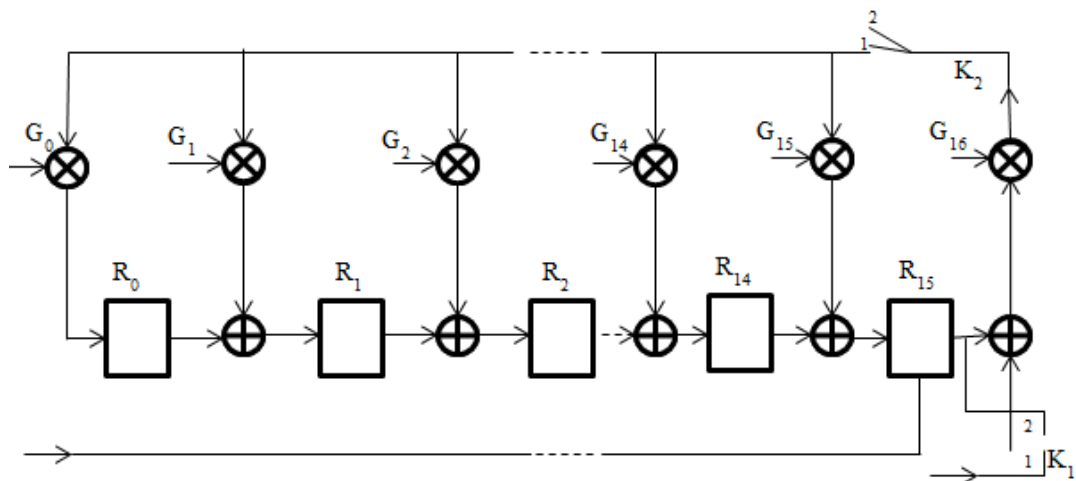 2
1
K₂
G₀
G₁
G₂
G₁₄
G₁₅
G₁₆
R₀
R₁
R₂
R₁₄
R₁₅
2
1
K₁